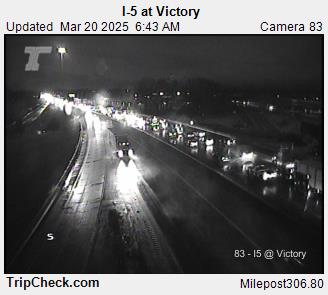 I-5 at Victory
Updated Mar 20 2025 6:43 AM Camera 83
T
S
83 - I5 @ Victory
TripCheck.com Milepost306.80